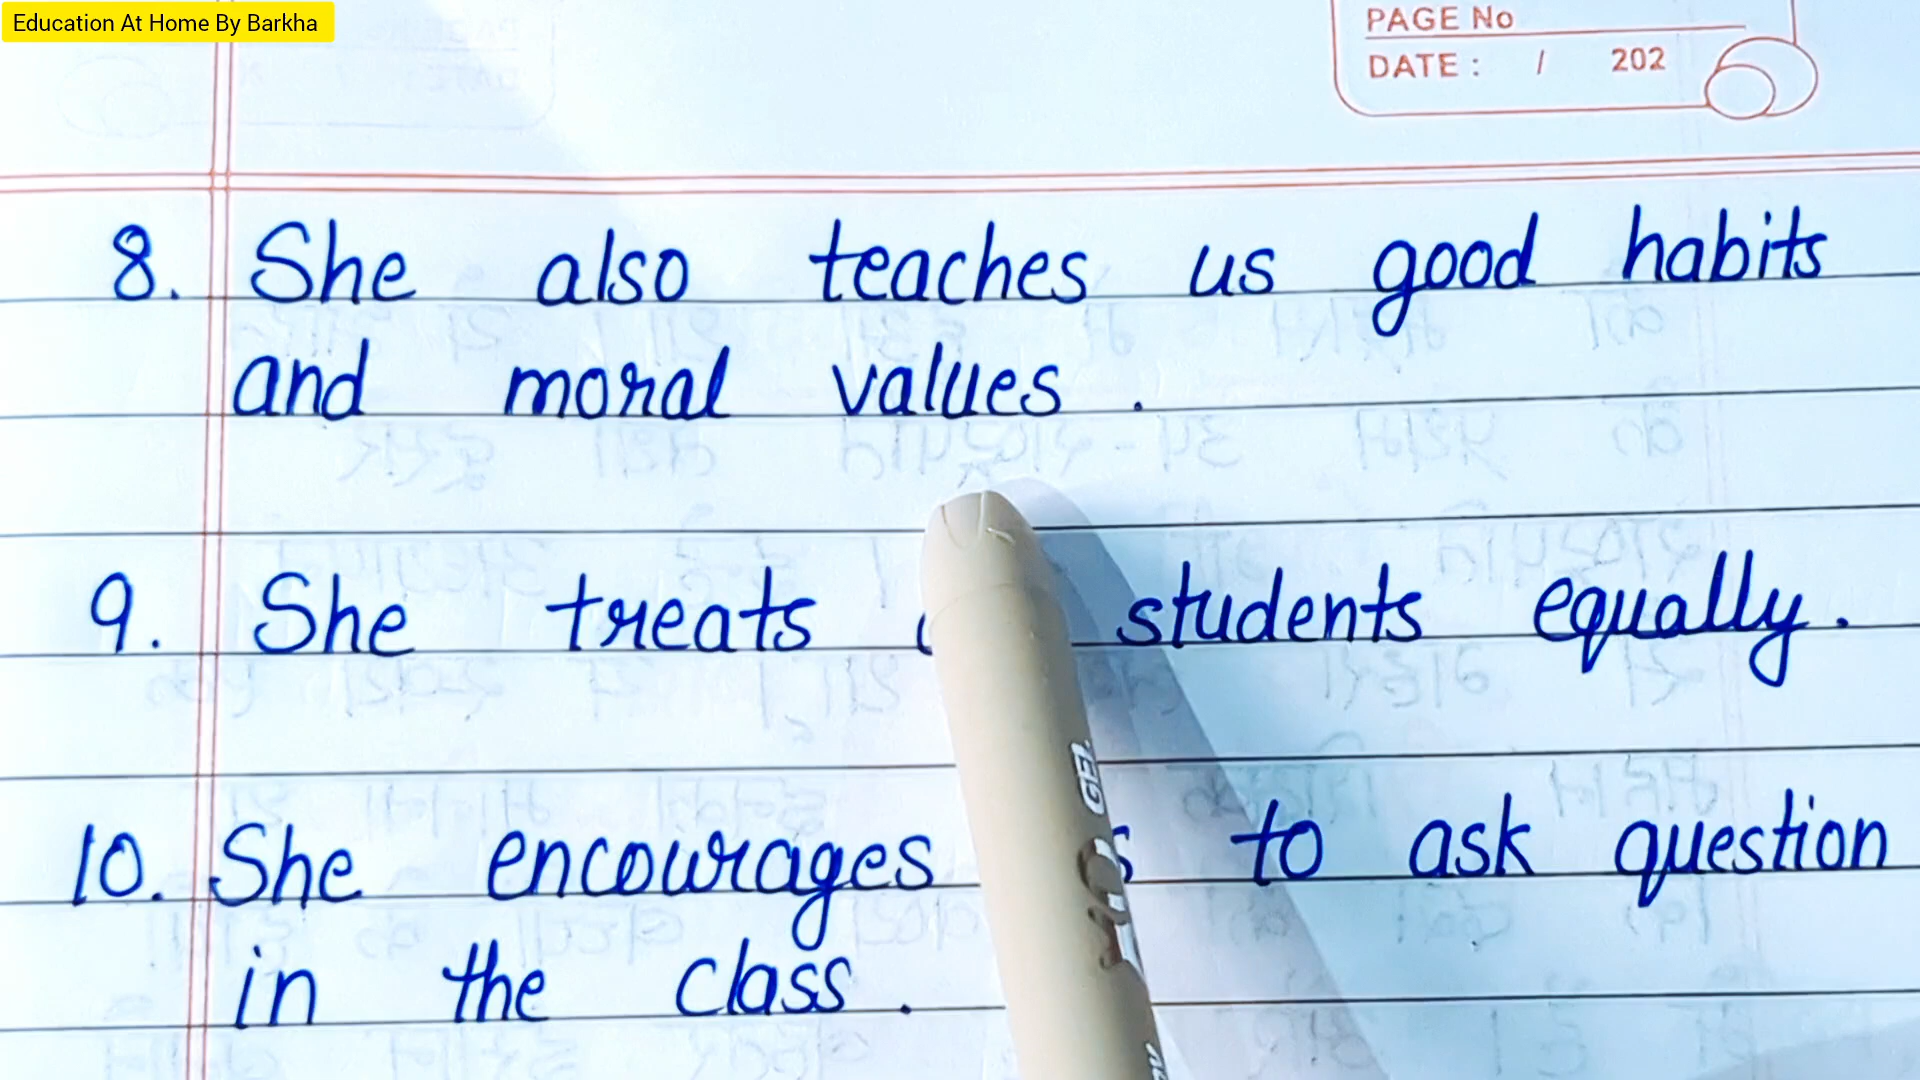 Education At Home By Barkha
PAGE No
DATE : / 202
8. She also teaches us good habits
and moral values .
9. She treats students equally.
10. She encourages to ask question
in the class .
GEL